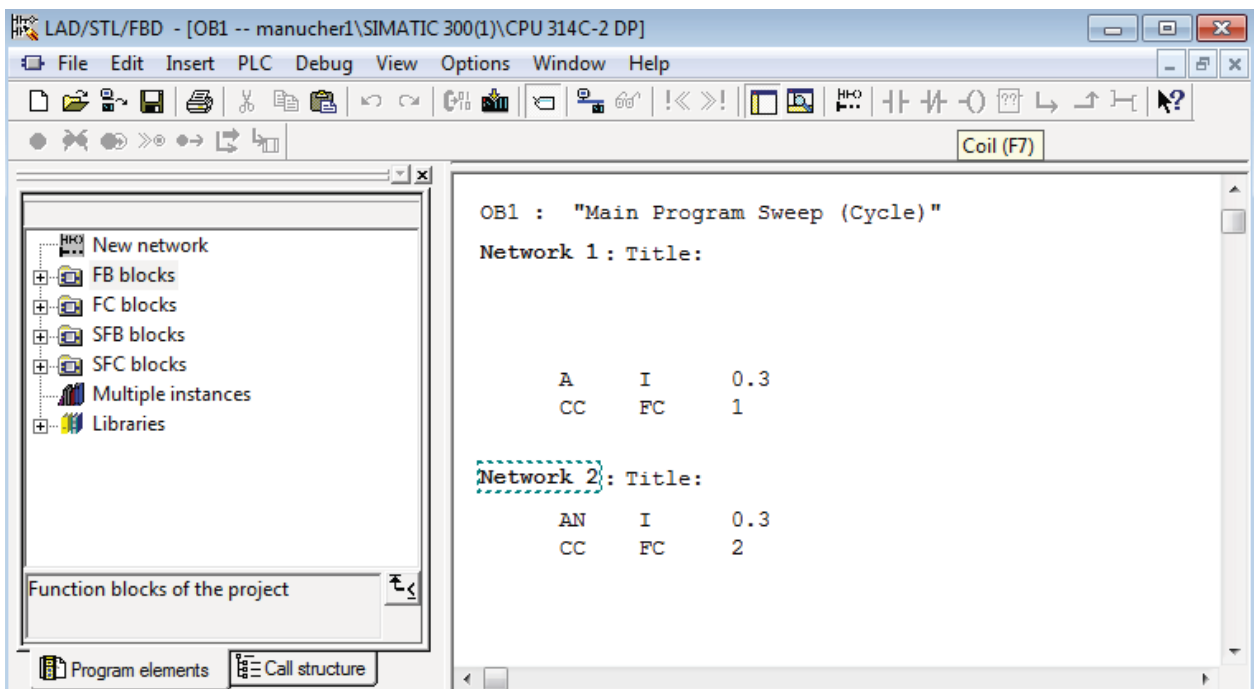 LAD/STL/FBD - [OB1 -- manucher1\SIMATIC 300(1)\CPU 314C-2 DP]
File Edit Insert PLC Debug View Options Window Help
Coil (F7)
New network
FB blocks
FC blocks
SFB blocks
SFC blocks
Multiple instances
Libraries
Function blocks of the project
Program elements Call structure
OB1 : "Main Program Sweep (Cycle)"
Network 1: Title:
A I 0.3
CC FC 1
Network 2: Title:
AN I 0.3
CC FC 2